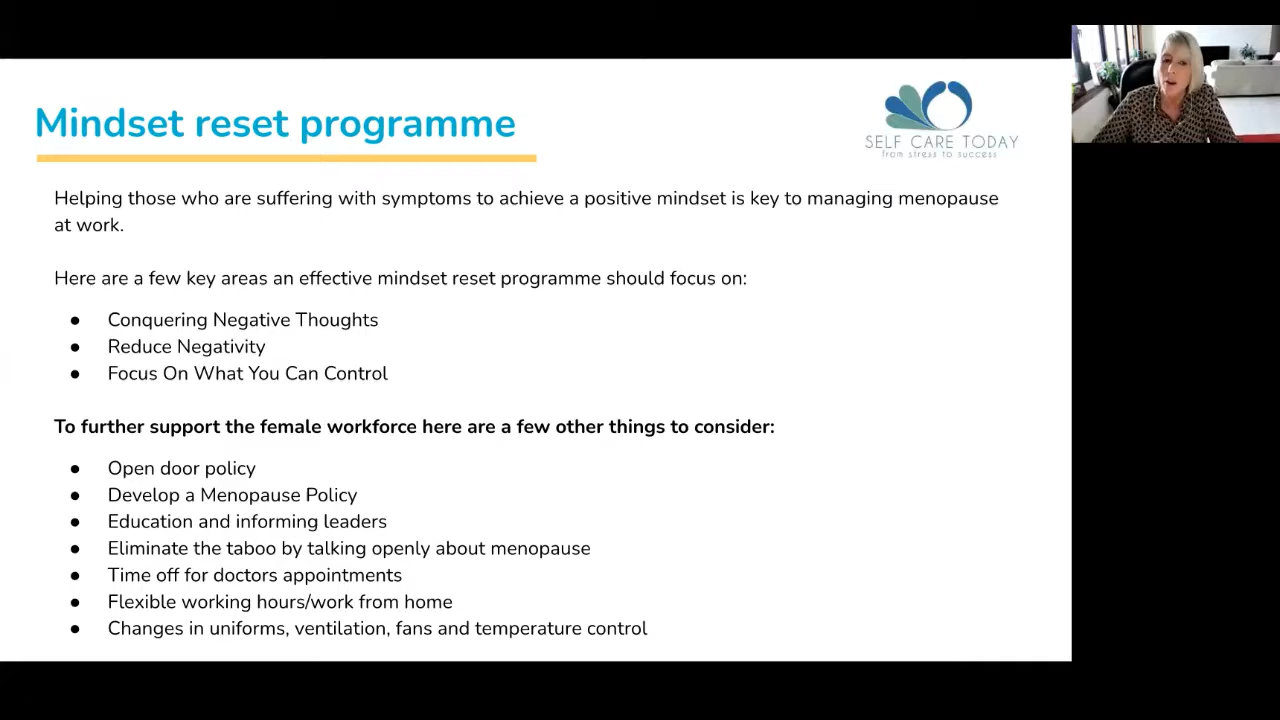 Mindset reset programme
SELF CARE TODAY
from stress to success
Helping those who are suffering with symptoms to achieve a positive mindset is key to managing menopause
at work.
Here are a few key areas an effective mindset reset programme should focus on:
● Conquering Negative Thoughts
● Reduce Negativity
● Focus On What You Can Control
To further support the female workforce here are a few other things to consider:
● Open door policy
● Develop a Menopause Policy
● Education and informing leaders
● Eliminate the taboo by talking openly about menopause
● Time off for doctors appointments
● Flexible working hours/work from home
● Changes in uniforms, ventilation, fans and temperature control